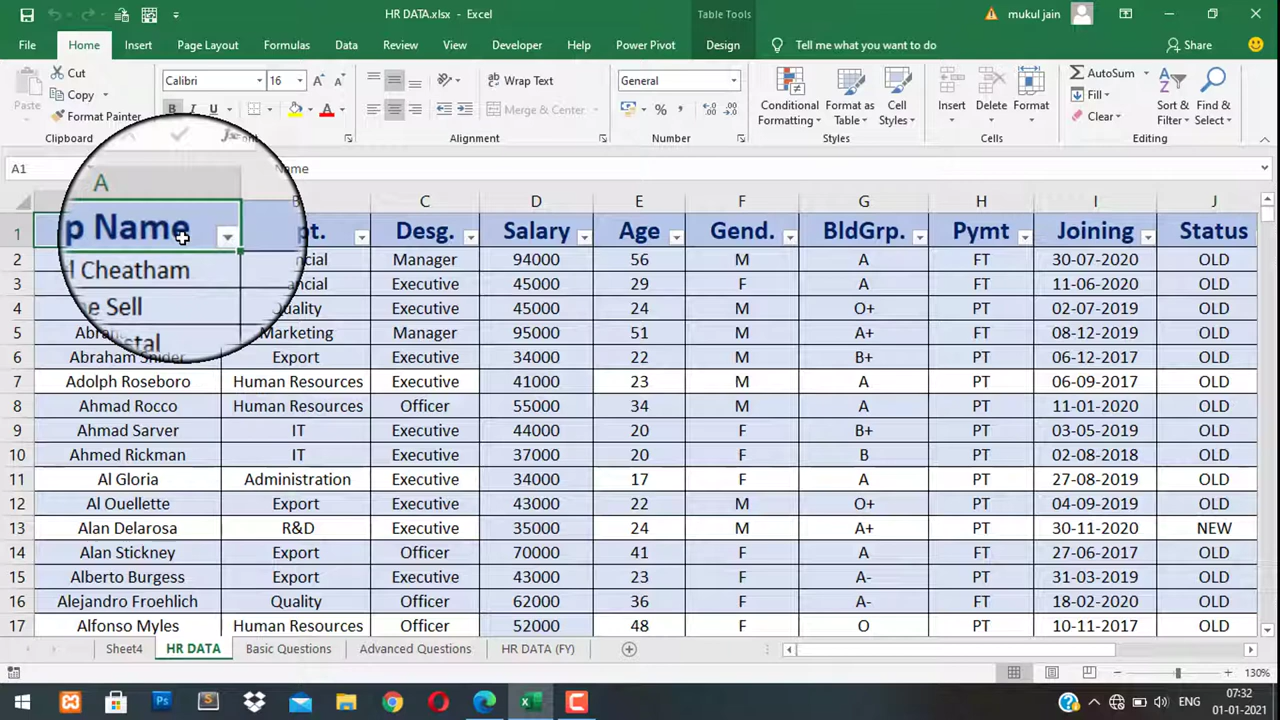 HR DATA.xlsx - Excel
Table Tools
mukul jain
File Home Insert Page Layout Formulas Data Review View Developer Help Power Pivot Design Tell me what you want to do Share
Paste
Cut
Copy
Format Painter
Clipboard
Calibri 16
B I U
Wrap Text
Merge & Center
Alignment
General
Number
Conditional Formatting
Format as Table
Cell Styles
Insert Delete Format
Cells
AutoSum
Fill
Clear
Sort & Filter
Find & Select
Editing
A1 fx
A C D E F G H I J
1 p Name pt. Desg. Salary Age Gend. BldGrp. Pymt Joining Status
2 Cheatham Manager 94000 56 M A FT 30-07-2020 OLD
3 Sell Executive 45000 29 F A FT 11-06-2020 OLD
4 Quality Executive 45000 24 M O+ PT 02-07-2019 OLD
5 Marketing Manager 95000 51 M A+ FT 08-12-2019 OLD
6 Abraham Snider Export Executive 34000 22 M B+ PT 06-12-2017 OLD
7 Adolph Roseboro Human Resources Executive 41000 23 M A PT 06-09-2017 OLD
8 Ahmad Rocco Human Resources Officer 55000 34 M A PT 11-01-2020 OLD
9 Ahmad Sarver IT Executive 44000 20 F B+ PT 03-05-2019 OLD
10 Ahmed Rickman IT Executive 37000 20 F B PT 02-08-2018 OLD
11 Al Gloria Administration Executive 34000 17 F A PT 27-08-2019 OLD
12 Al Ouellette Export Executive 43000 22 M O+ PT 04-09-2019 OLD
13 Alan Delarosa R&D Executive 35000 24 M A+ PT 30-11-2020 NEW
14 Alan Stickney Export Officer 70000 41 F A FT 27-06-2017 OLD
15 Alberto Burgess Export Executive 43000 23 F A- PT 31-03-2019 OLD
16 Alejandro Froehlich Quality Officer 62000 36 F A- FT 18-02-2020 OLD
17 Alfonso Myles Human Resources Officer 52000 48 F O PT 10-11-2017 OLD
Sheet4 HR DATA Basic Questions Advanced Questions HR DATA (FY)
130%
ENG
07:32
01-01-2021